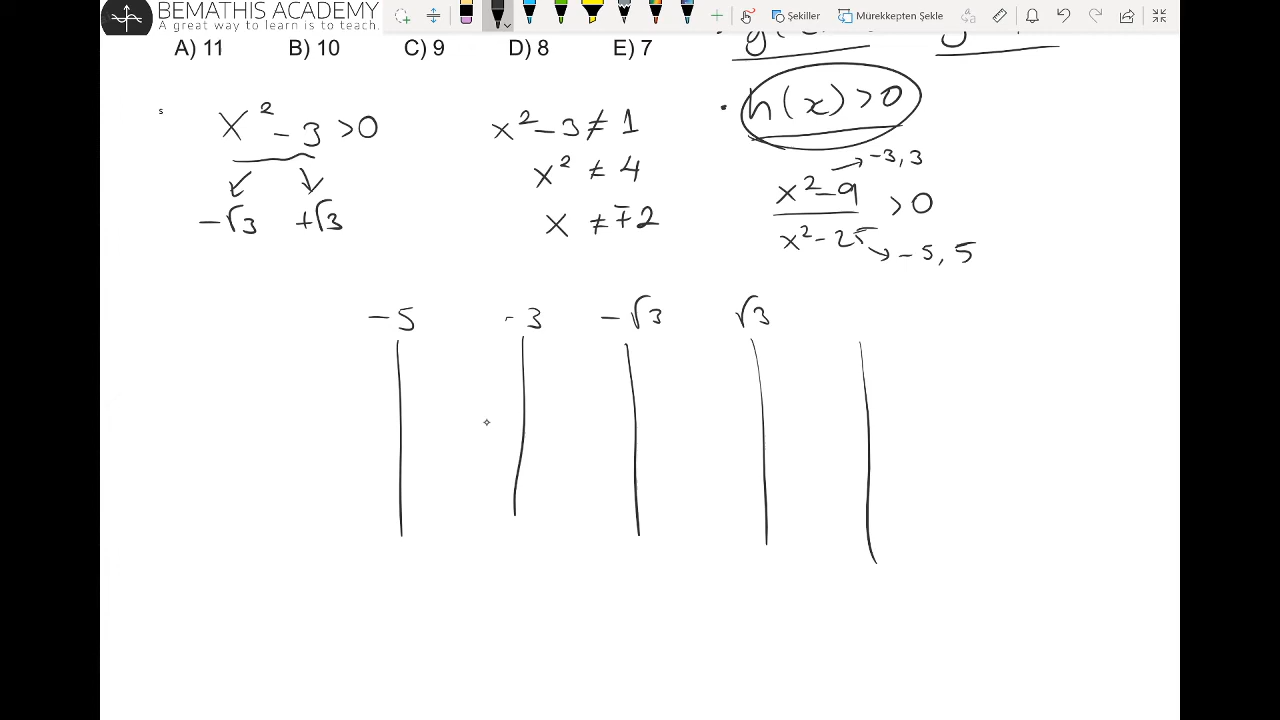 BEMATHIS ACADEMY
A great way to learn is to teach.
Şekiller
Mürekkepten Şekle
A) 11 B) 10 C) 9 D) 8 E) 7
s
x² - 3 > 0
-√3 +√3
x² - 3 ≠ 1
x² ≠ 4
x ≠ ∓2
• h(x) > 0
→ -3, 3
x² - 9
> 0
x² - 25
→ -5, 5
-5 -3 -√3 √3